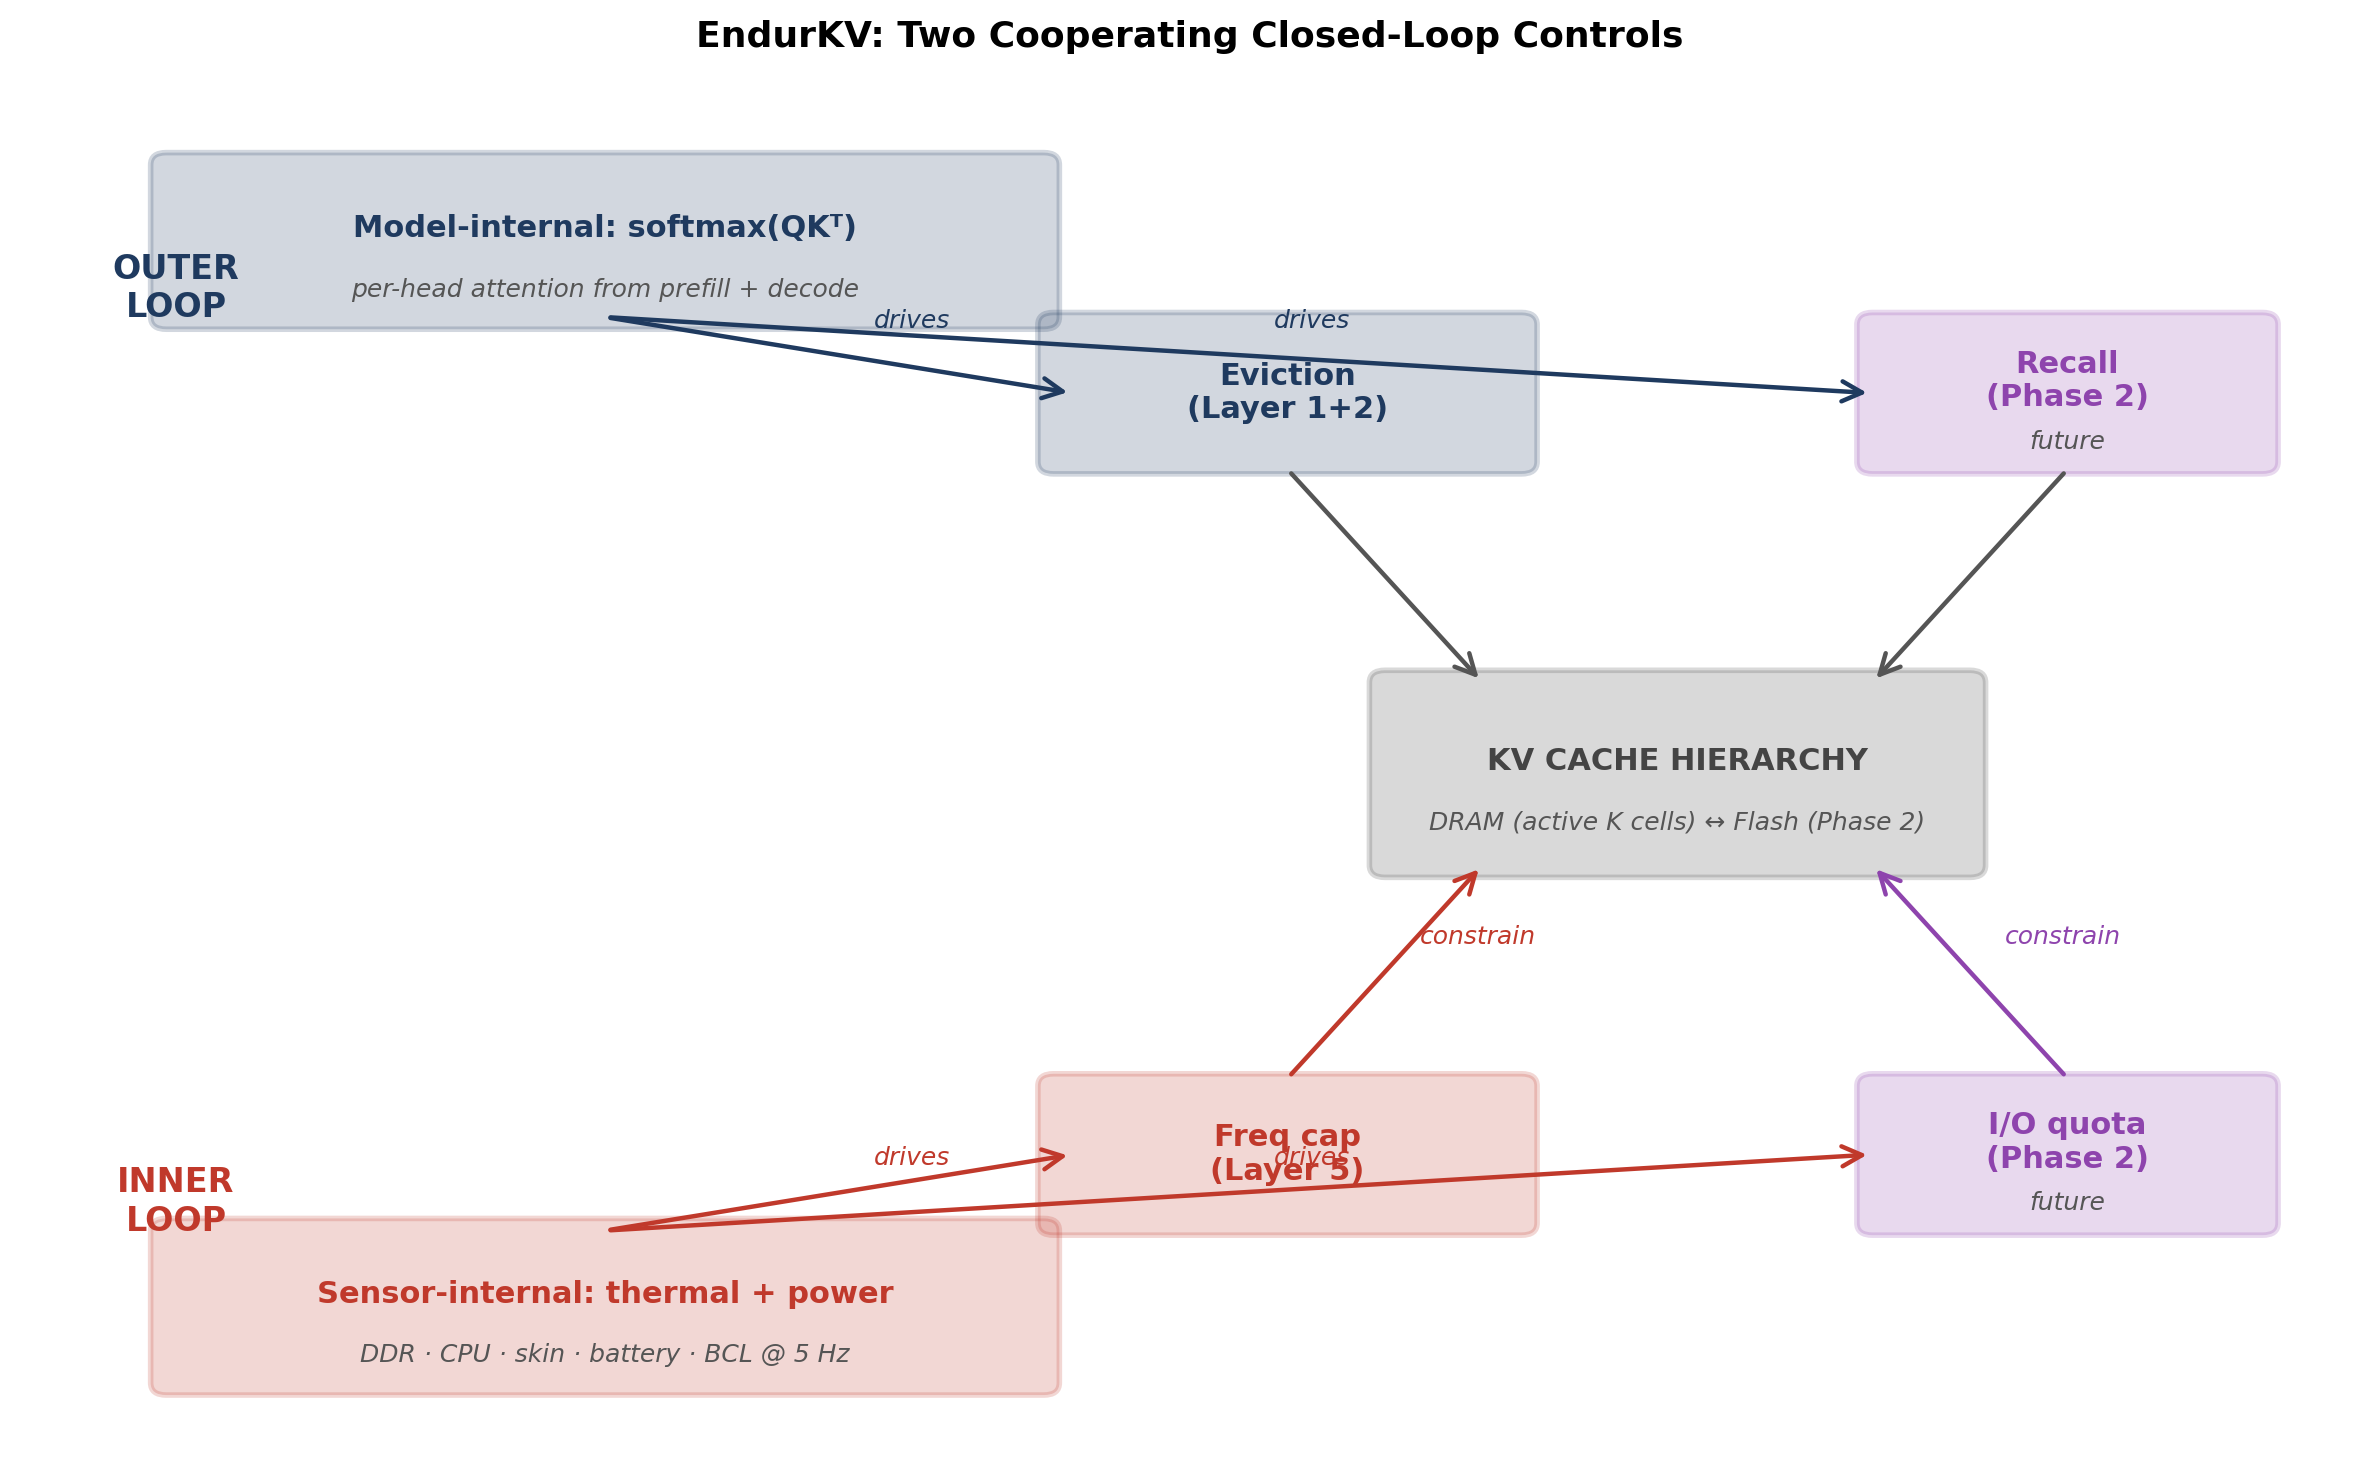 EndurKV: Two Cooperating Closed-Loop Controls
Model-internal: softmax(QKᵀ)
per-head attention from prefill + decode
OUTER
LOOP
drives
drives
Eviction
(Layer 1+2)
Recall
(Phase 2)
future
KV CACHE HIERARCHY
DRAM (active K cells) ↔ Flash (Phase 2)
constrain
constrain
Freq cap
(Layer 5)
drives
drives
I/O quota
(Phase 2)
future
INNER
LOOP
Sensor-internal: thermal + power
DDR · CPU · skin · battery · BCL @ 5 Hz